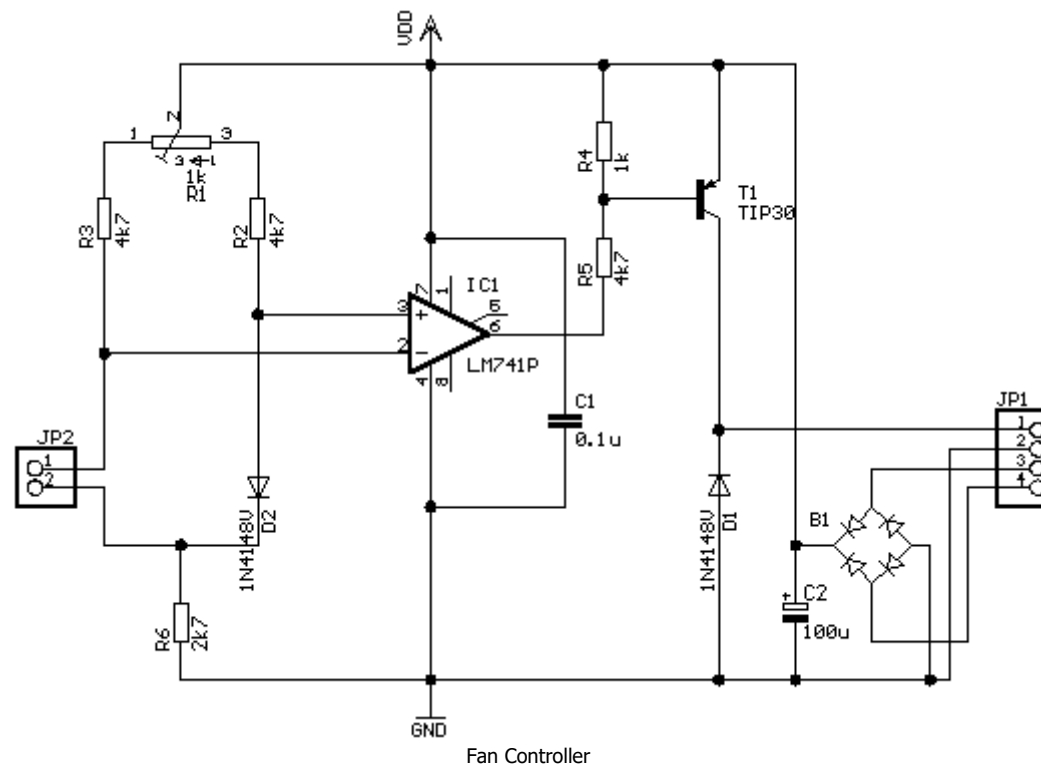 VDD
1
2
3
3
1
1k
R1
R3
4k7
R2
4k7
R4
1k
T1
TIP30
R5
4k7
7
1
IC1
3
+
5
6
2
−
4
8
LM741P
C1
0.1u
JP2
1
2
D2
1N4148V
D1
1N4148V
B1
JP1
1
2
3
4
+
C2
100u
R6
2k7
GND
Fan Controller